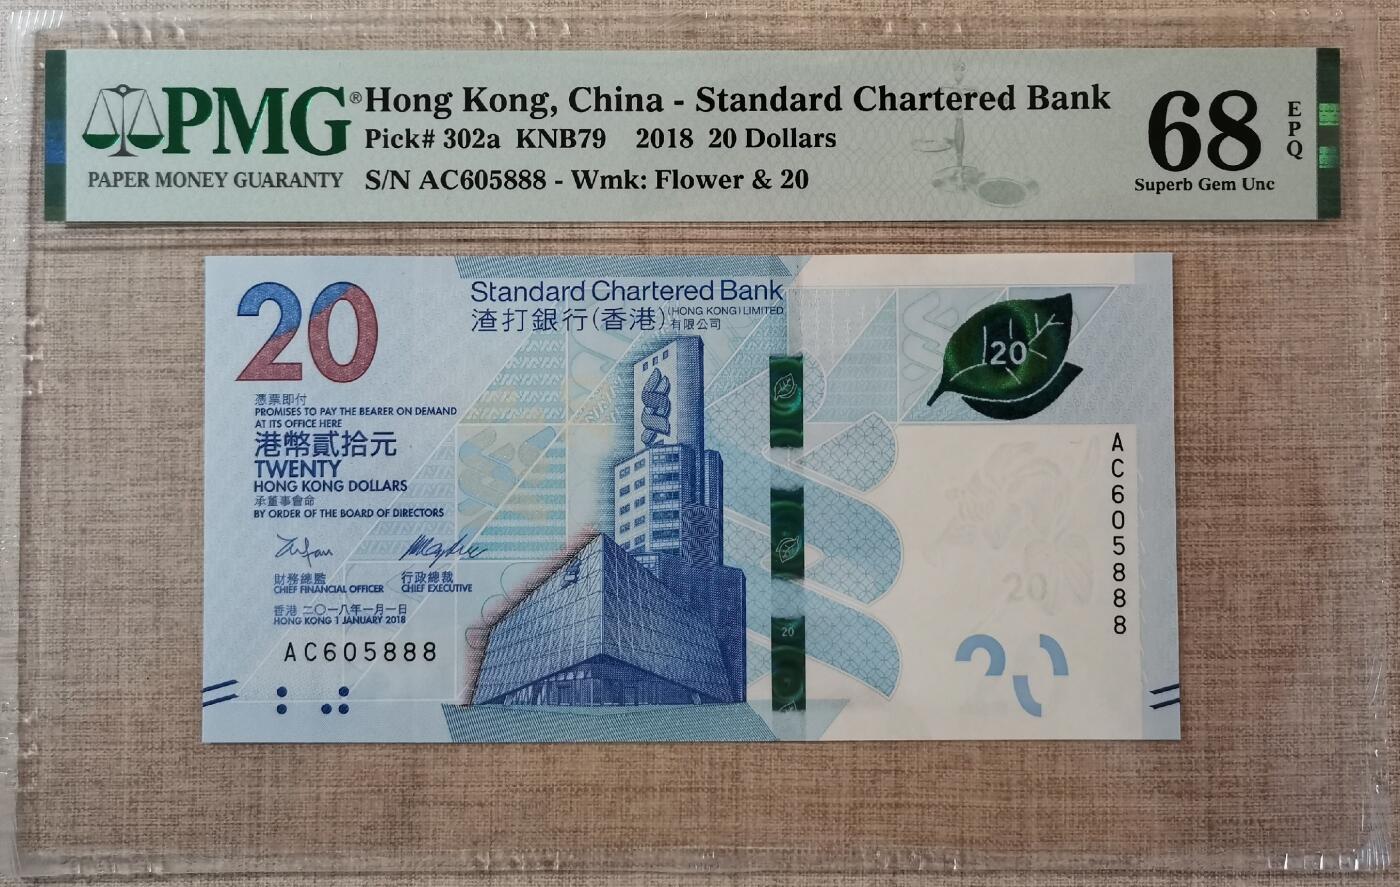 PMG®
PAPER MONEY GUARANTY
Hong Kong, China - Standard Chartered Bank
Pick# 302a KNB79 2018 20 Dollars
S/N AC605888 - Wmk: Flower & 20
68
EPQ
Superb Gem Unc
20
Standard Chartered Bank
(HONG KONG) LIMITED
渣打銀行(香港)有限公司
憑票即付
PROMISES TO PAY THE BEARER ON DEMAND
AT ITS OFFICE HERE
港幣貳拾元
TWENTY
HONG KONG DOLLARS
承董事會命
BY ORDER OF THE BOARD OF DIRECTORS
財務總監 行政總裁
CHIEF FINANCIAL OFFICER CHIEF EXECUTIVE
香港 二〇一八年一月一日
HONG KONG 1 JANUARY 2018
AC605888
20
20
AC605888
20
20